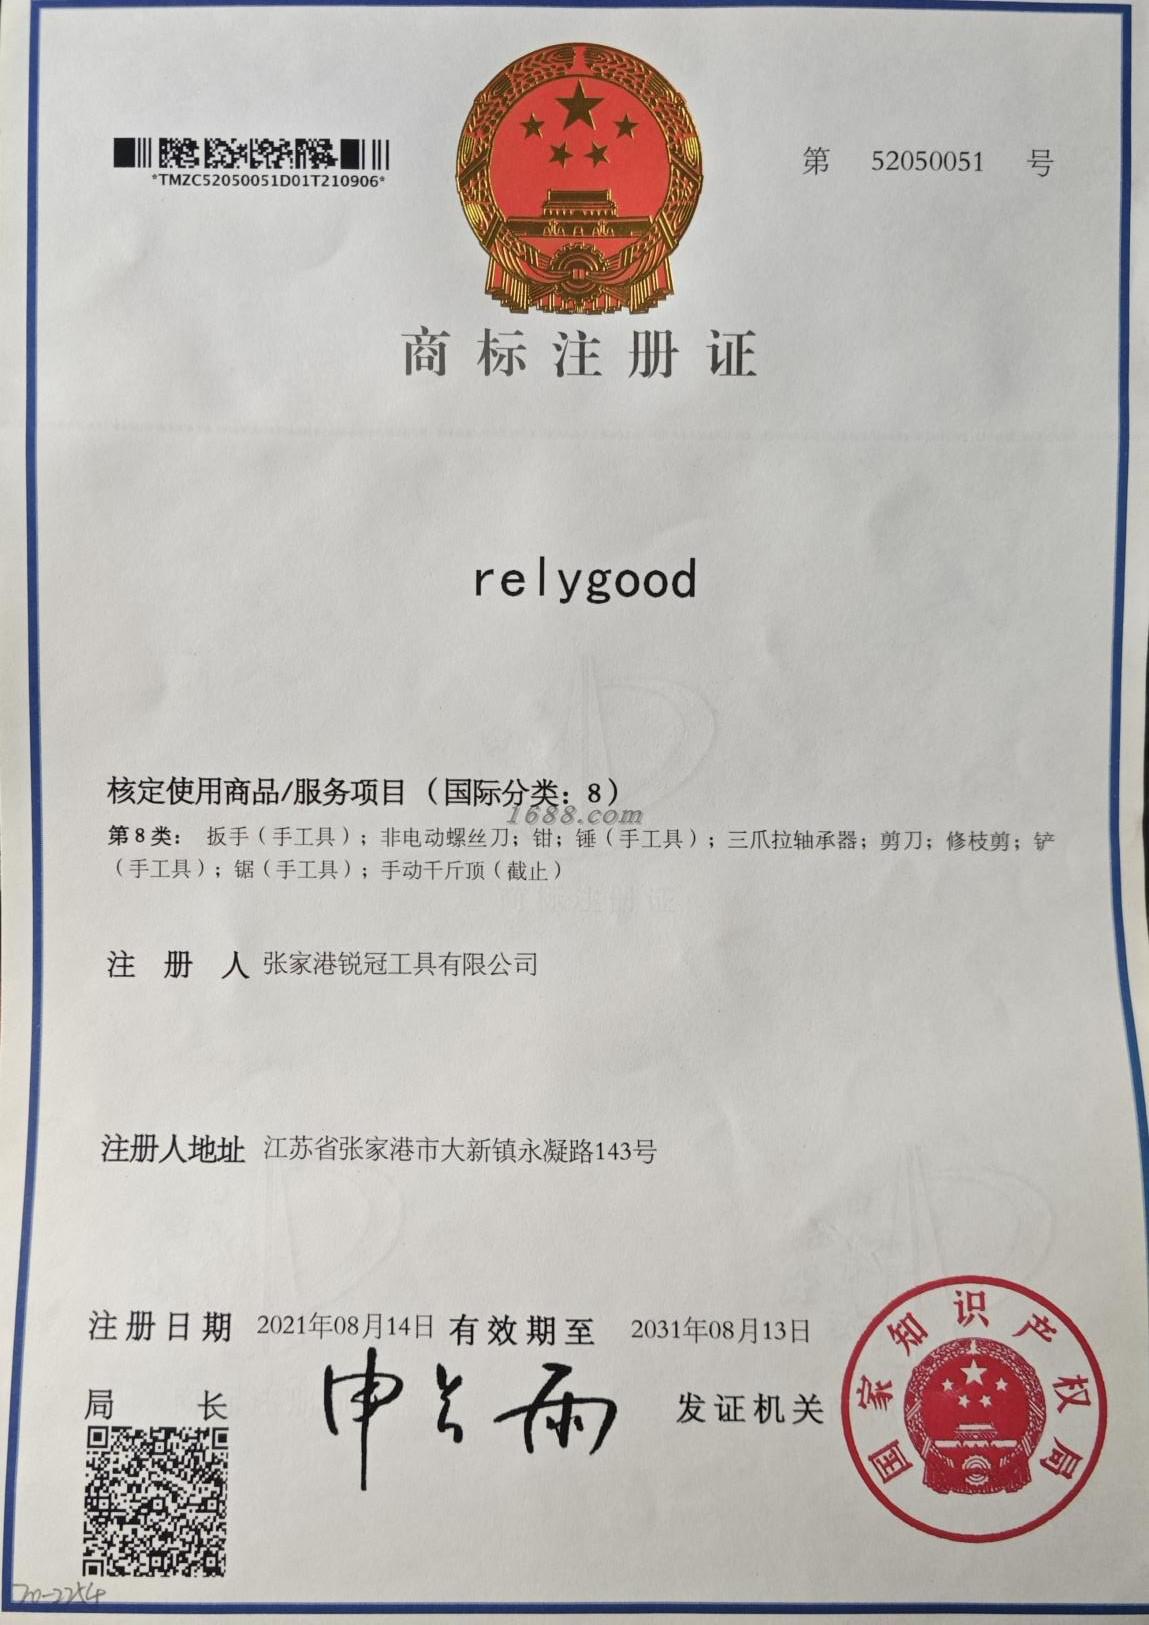 第 52050051 号
*TMZC52050051D01T210906*
商标注册证
relygood
核定使用商品/服务项目（国际分类：8）
1688.com
第8类：扳手（手工具）；非电动螺丝刀；钳；锤（手工具）；三爪拉轴承器；剪刀；修枝剪；铲
（手工具）；锯（手工具）；手动千斤顶（截止）
商标注册证
注册人 张家港锐冠工具有限公司
注册人地址 江苏省张家港市大新镇永凝路143号
注册日期 2021年08月14日 有效期至 2031年08月13日
局长 申长雨 发证机关
国家知识产权局